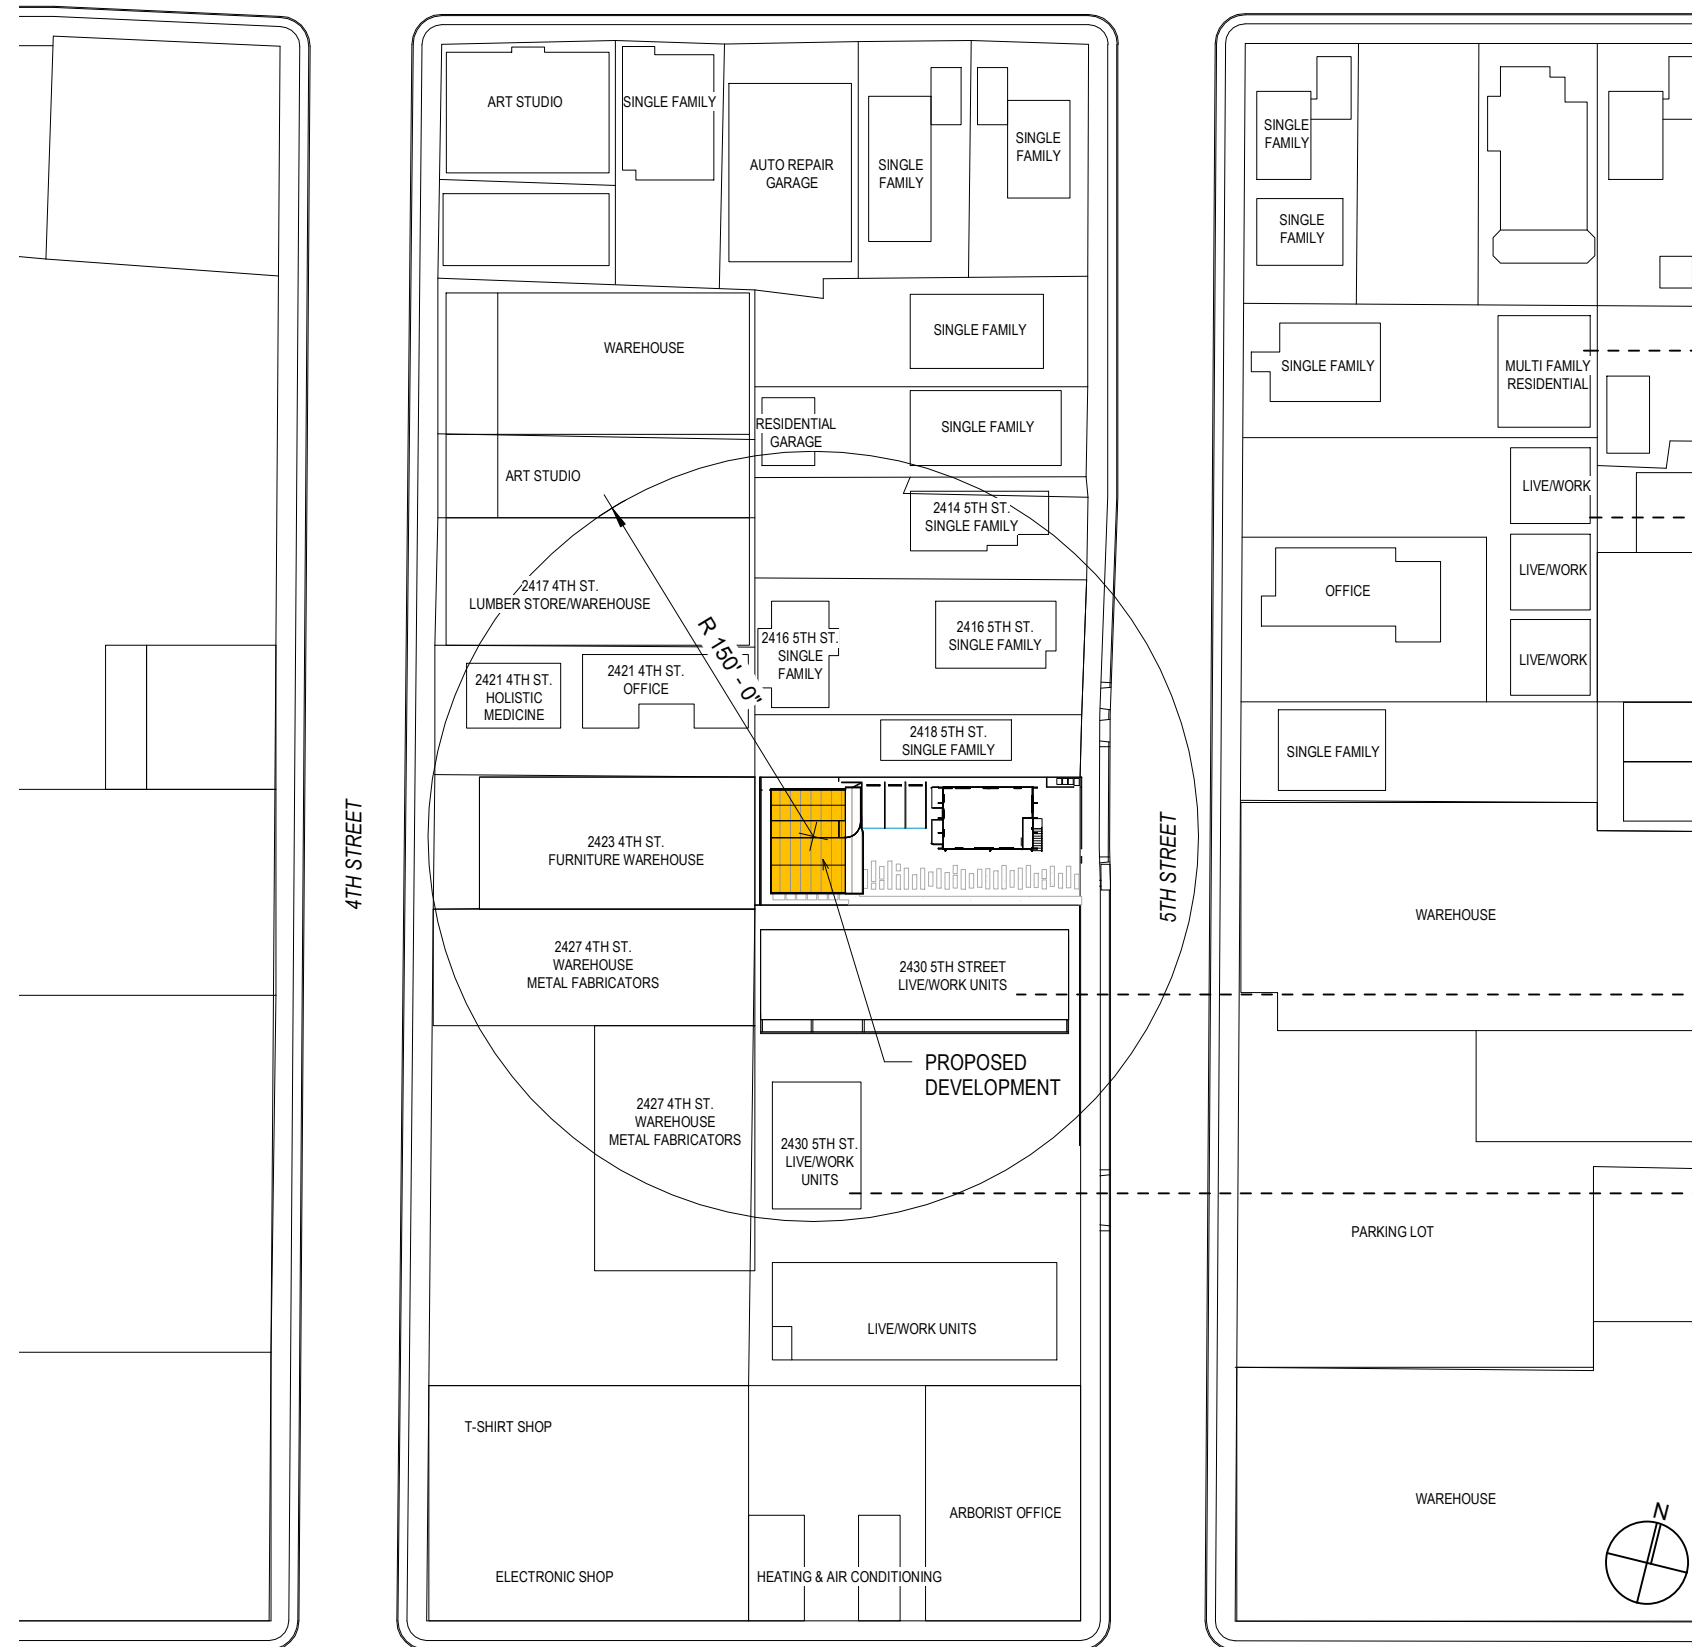 ART STUDIO
SINGLE FAMILY
AUTO REPAIR
GARAGE
SINGLE
FAMILY
SINGLE
FAMILY
SINGLE
FAMILY
SINGLE
FAMILY
WAREHOUSE
SINGLE FAMILY
SINGLE FAMILY
MULTI FAMILY
RESIDENTIAL
RESIDENTIAL
GARAGE
SINGLE FAMILY
ART STUDIO
LIVE/WORK
2414 5TH ST.
SINGLE FAMILY
2417 4TH ST.
LUMBER STORE/WAREHOUSE
LIVE/WORK
OFFICE
R 150' - 0"
2416 5TH ST.
SINGLE
FAMILY
2416 5TH ST.
SINGLE FAMILY
LIVE/WORK
2421 4TH ST.
HOLISTIC
MEDICINE
2421 4TH ST.
OFFICE
2418 5TH ST.
SINGLE FAMILY
SINGLE FAMILY
4TH STREET
2423 4TH ST.
FURNITURE WAREHOUSE
5TH STREET
WAREHOUSE
2427 4TH ST.
WAREHOUSE
METAL FABRICATORS
2430 5TH STREET
LIVE/WORK UNITS
PROPOSED
DEVELOPMENT
2427 4TH ST.
WAREHOUSE
METAL FABRICATORS
2430 5TH ST.
LIVE/WORK
UNITS
PARKING LOT
LIVE/WORK UNITS
T-SHIRT SHOP
ARBORIST OFFICE
WAREHOUSE
N
ELECTRONIC SHOP
HEATING & AIR CONDITIONING